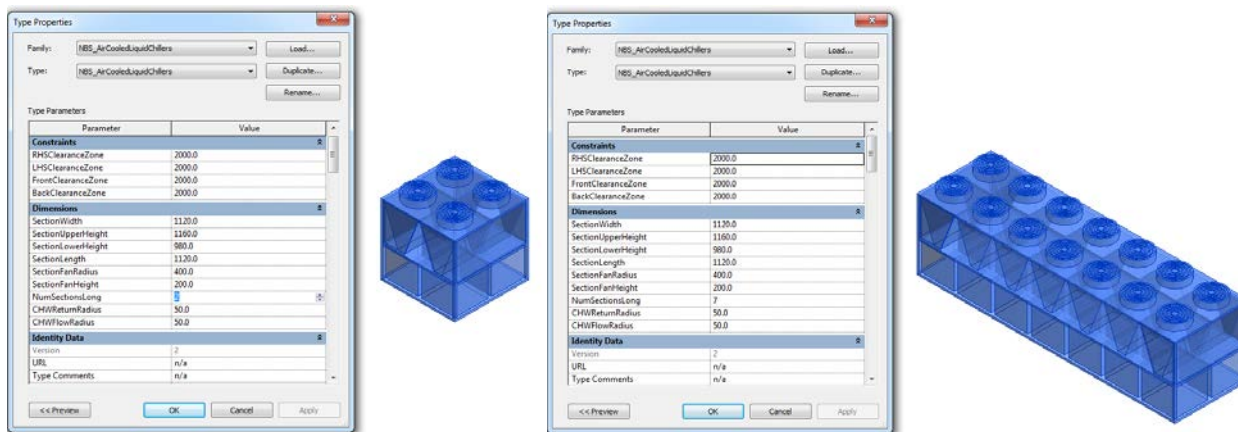 Type Properties
Family: NBS_AirCooledLiquidChillers Load...
Type: NBS_AirCooledLiquidChillers Duplicate...
Rename...
Type Parameters
Parameter Value
Constraints
RHSClearanceZone 2000.0
LHSClearanceZone 2000.0
FrontClearanceZone 2000.0
BackClearanceZone 2000.0
Dimensions
SectionWidth 1120.0
SectionUpperHeight 1160.0
SectionLowerHeight 980.0
SectionLength 1120.0
SectionFanRadius 400.0
SectionFanHeight 200.0
NumSectionsLong 2
CHWReturnRadius 50.0
CHWFlowRadius 50.0
Identity Data
Version 2
URL n/a
Type Comments n/a
<< Preview OK Cancel Apply
Type Properties
Family: NBS_AirCooledLiquidChillers Load...
Type: NBS_AirCooledLiquidChillers Duplicate...
Rename...
Type Parameters
Parameter Value
Constraints
RHSClearanceZone 2000.0
LHSClearanceZone 2000.0
FrontClearanceZone 2000.0
BackClearanceZone 2000.0
Dimensions
SectionWidth 1120.0
SectionUpperHeight 1160.0
SectionLowerHeight 980.0
SectionLength 1120.0
SectionFanRadius 400.0
SectionFanHeight 200.0
NumSectionsLong 7
CHWReturnRadius 50.0
CHWFlowRadius 50.0
Identity Data
Version 2
URL n/a
Type Comments n/a
<< Preview OK Cancel Apply